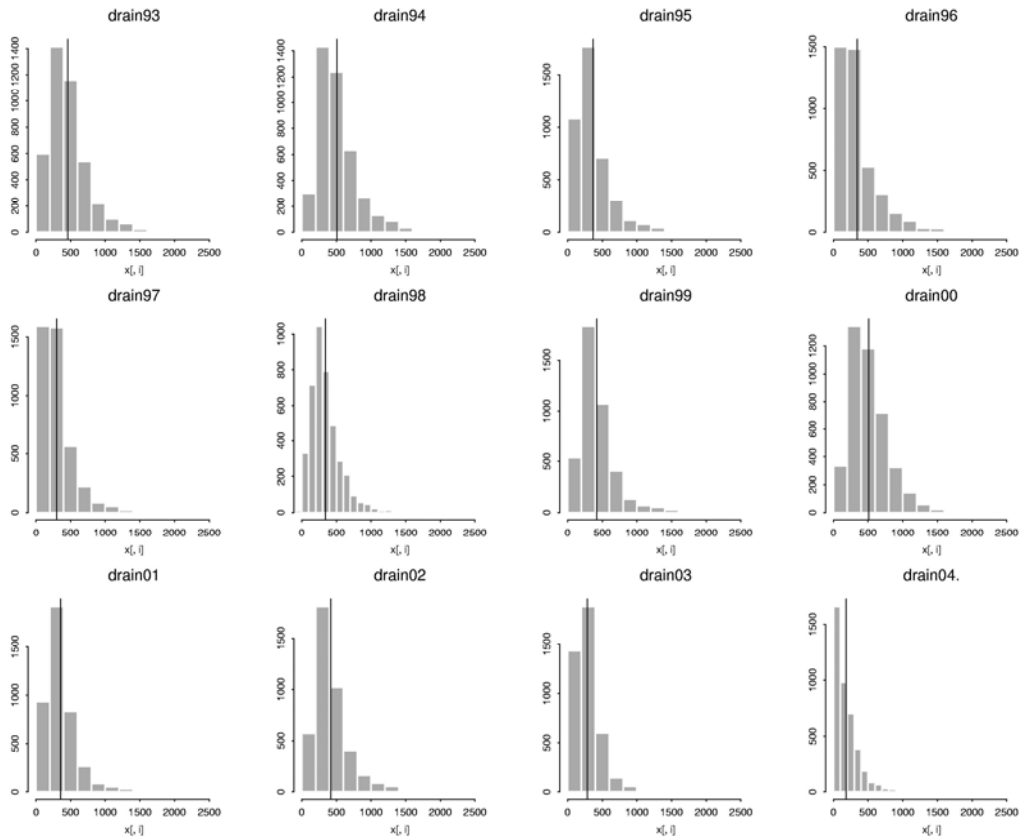 drain93
0 200 400 600 800 1000 1200 1400
0 500 1000 1500 2000 2500
x[, i]
drain94
0 200 400 600 800 1000 1200 1400
0 500 1000 1500 2000 2500
x[, i]
drain95
0 500 1000 1500
0 500 1000 1500 2000 2500
x[, i]
drain96
0 500 1000 1500
0 500 1000 1500 2000 2500
x[, i]
drain97
0 500 1000 1500
0 500 1000 1500 2000 2500
x[, i]
drain98
0 200 400 600 800 1000
0 500 1000 1500 2000 2500
x[, i]
drain99
0 500 1000 1500
0 500 1000 1500 2000 2500
x[, i]
drain00
0 200 400 600 800 1000 1200
0 500 1000 1500 2000 2500
x[, i]
drain01
0 500 1000 1500
0 500 1000 1500 2000 2500
x[, i]
drain02
0 500 1000 1500
0 500 1000 1500 2000 2500
x[, i]
drain03
0 500 1000 1500
0 500 1000 1500 2000 2500
x[, i]
drain04.
0 500 1000 1500
0 500 1000 1500 2000 2500
x[, i]